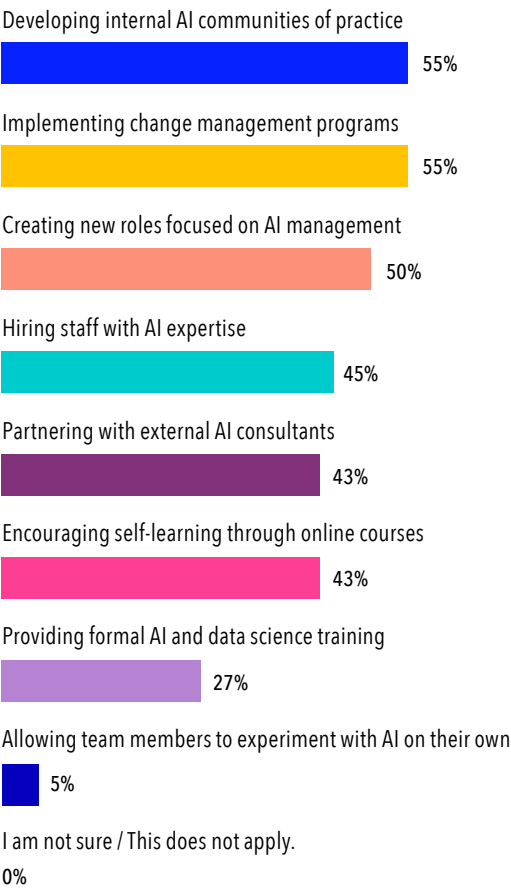 Developing internal AI communities of practice
55%
Implementing change management programs
55%
Creating new roles focused on AI management
50%
Hiring staff with AI expertise
45%
Partnering with external AI consultants
43%
Encouraging self-learning through online courses
43%
Providing formal AI and data science training
27%
Allowing team members to experiment with AI on their own
5%
I am not sure / This does not apply.
0%